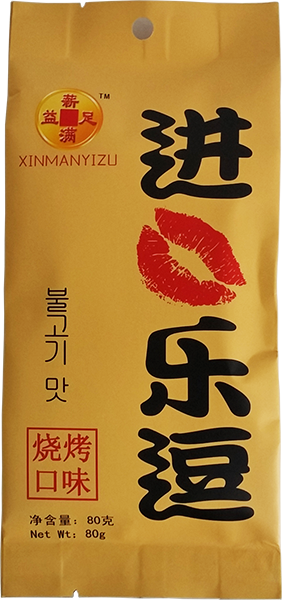 薪
益 足
满
TM
XINMANYIZU
进
乐
逗
불고기 맛
烧烤
口味
净含量: 80克
Net Wt: 80g